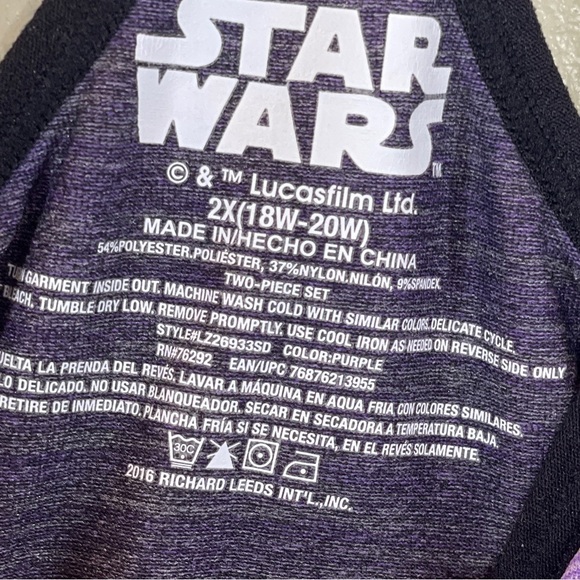 STAR
WARS
TM
© & ™ Lucasfilm Ltd.
2X(18W-20W)
MADE IN/HECHO EN CHINA
54%POLYESTER.POLIÉSTER, 37%NYLON.NILÓN, 9%SPANDEX.
TWO-PIECE SET
GARMENT INSIDE OUT. MACHINE WASH COLD WITH SIMILAR COLORS. DELICATE CYCLE.
BLEACH. TUMBLE DRY LOW. REMOVE PROMPTLY. USE COOL IRON AS NEEDED ON REVERSE SIDE ONLY
STYLE#LZ26933SD COLOR:PURPLE
RN#76292 EAN/UPC 76876213955
UELTA LA PRENDA DEL REVÉS. LAVAR A MÁQUINA EN AQUA FRIA CON COLORES SIMILARES.
LO DELICADO. NO USAR BLANQUEADOR. SECAR EN SECADORA A TEMPERATURA BAJA.
RETIRE DE INMEDIATO. PLANCHA FRÍA SI SE NECESITA, EN EL REVÉS SOLAMENTE.
30C
2016 RICHARD LEEDS INT'L., INC.